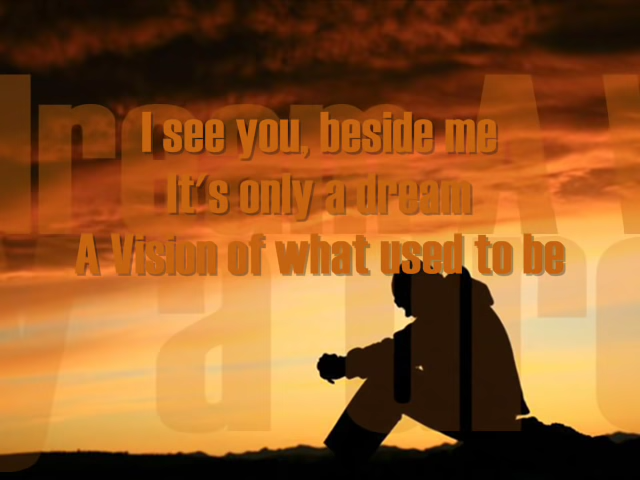 I see you, beside me
It's only a dream
A Vision of what used to be